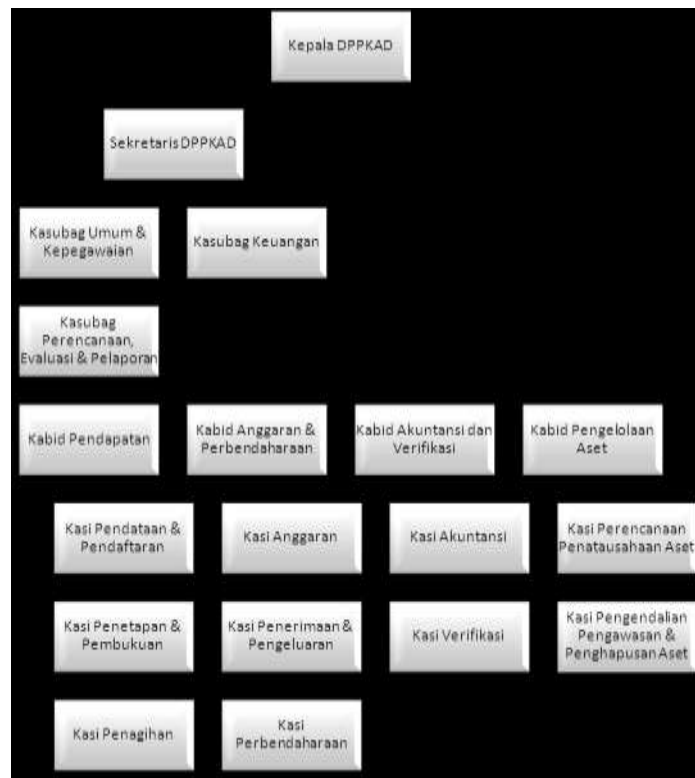 Kepala DPPKAD
Sekretaris DPPKAD
Kasubag Umum &
Kepegawaian
Kasubag Keuangan
Kasubag
Perencanaan,
Evaluasi & Pelaporan
Kabid Pendapatan
Kabid Anggaran &
Perbendaharaan
Kabid Akuntansi dan
Verifikasi
Kabid Pengelolaan
Aset
Kasi Pendataan &
Pendaftaran
Kasi Anggaran
Kasi Akuntansi
Kasi Perencanaan
Penatausahaan Aset
Kasi Penetapan &
Pembukuan
Kasi Penerimaan &
Pengeluaran
Kasi Verifikasi
Kasi Pengendalian
Pengawasan &
Penghapusan Aset
Kasi Penagihan
Kasi
Perbendaharaan